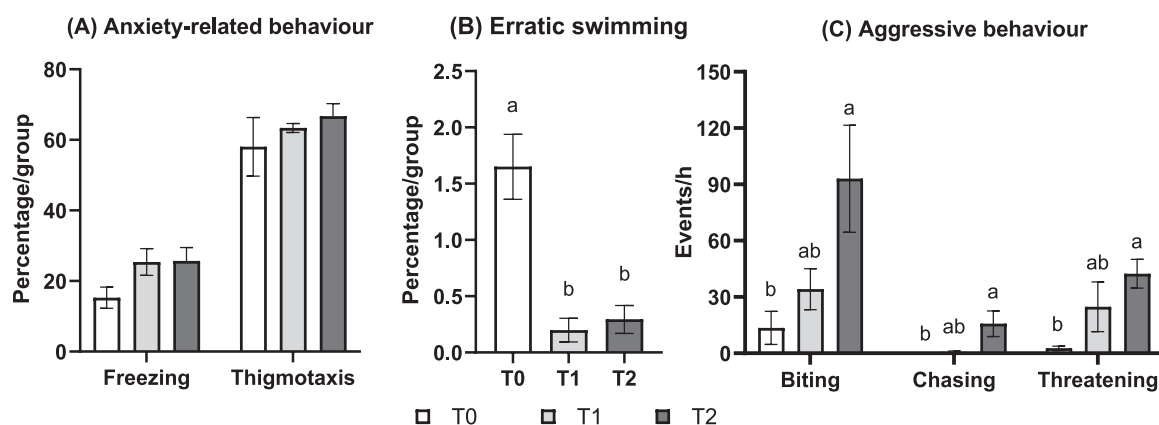 (A) Anxiety-related behaviour
Percentage/group
80
60
40
20
0
Freezing
Thigmotaxis
(B) Erratic swimming
Percentage/group
2.5
2.0
1.5
1.0
0.5
0.0
a
b
b
T0
T1
T2
(C) Aggressive behaviour
Events/h
150
120
90
60
30
0
b
ab
a
b
ab
a
b
ab
a
Biting
Chasing
Threatening
T0
T1
T2